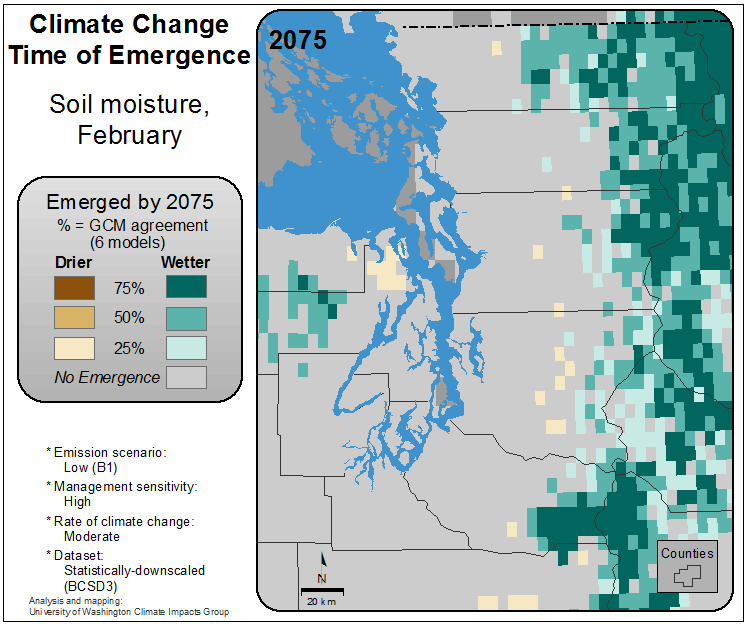 Climate Change
Time of Emergence
Soil moisture,
February
Emerged by 2075
% = GCM agreement
(6 models)
Drier Wetter
75%
50%
25%
No Emergence
* Emission scenario:
Low (B1)
* Management sensitivity:
High
* Rate of climate change:
Moderate
* Dataset:
Statistically-downscaled
(BCSD3)
Analysis and mapping:
University of Washington Climate Impacts Group
2075
N
20 km
Counties